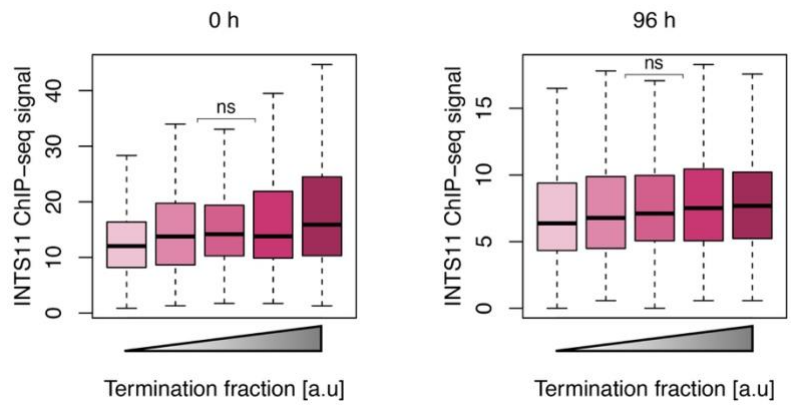 0 h
INTS11 ChIP−seq signal
40
30
20
10
0
ns
Termination fraction [a.u]
96 h
INTS11 ChIP−seq signal
15
10
5
0
ns
Termination fraction [a.u]